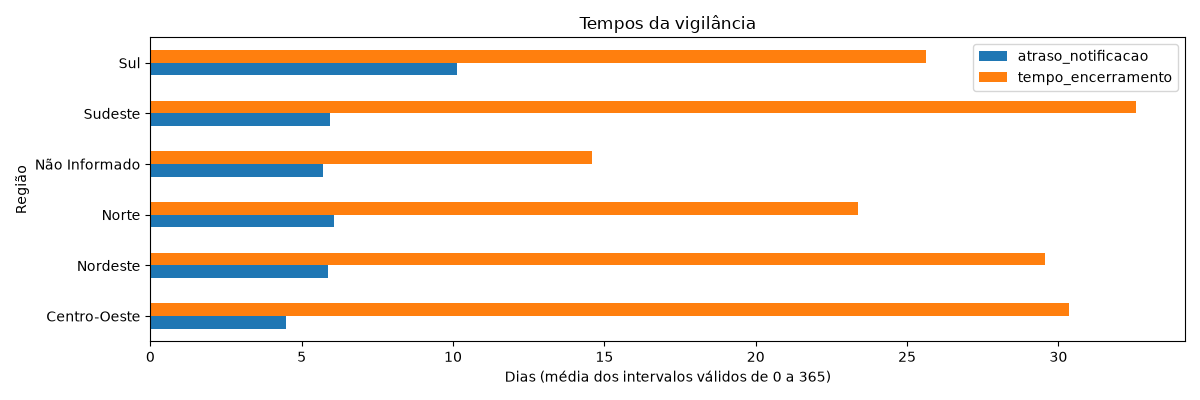 Tempos da vigilância
atraso_notificacao
tempo_encerramento
Região
Sul
Sudeste
Não Informado
Norte
Nordeste
Centro-Oeste
0 5 10 15 20 25 30
Dias (média dos intervalos válidos de 0 a 365)